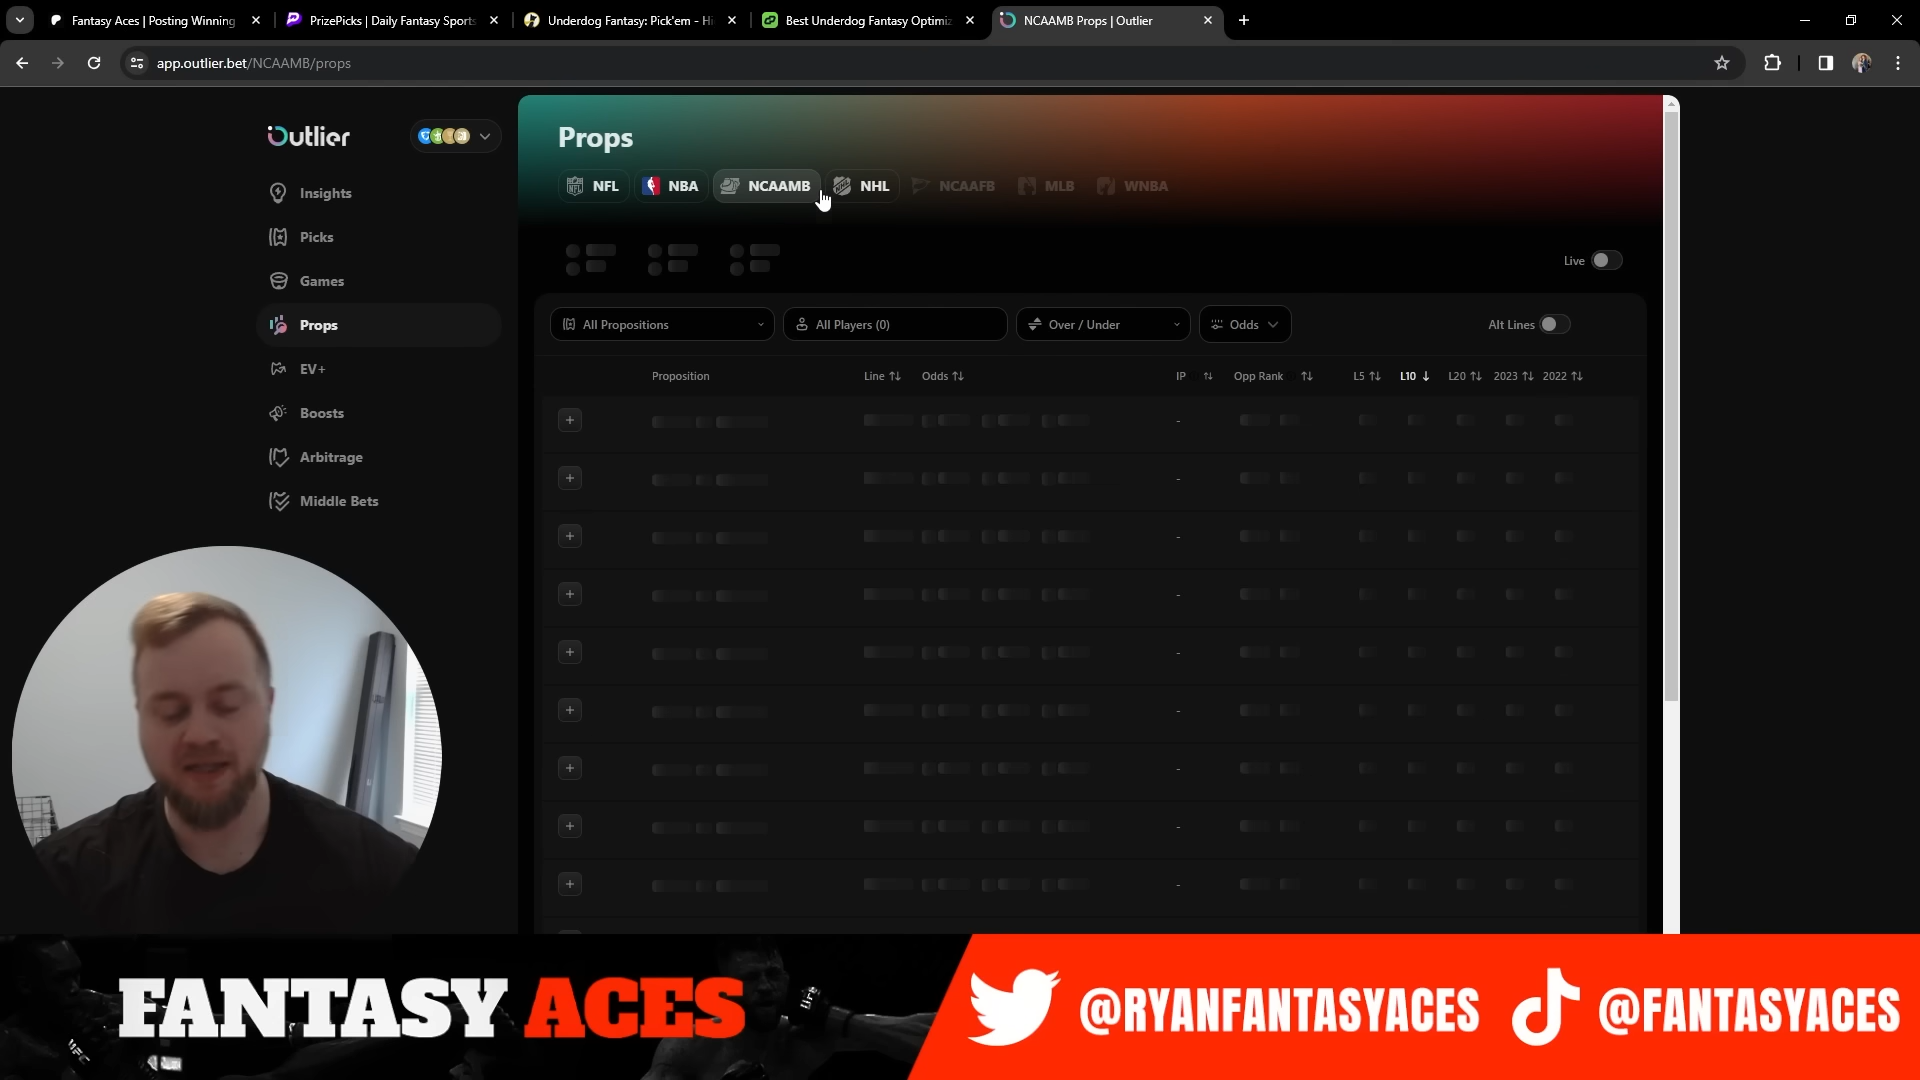 Fantasy Aces | Posting Winning
PrizePicks | Daily Fantasy Sports
Underdog Fantasy: Pick'em - Hi
Best Underdog Fantasy Optimiz
NCAAMB Props | Outlier
app.outlier.bet/NCAAMB/props
Outlier
Insights
Picks
Games
Props
EV+
Boosts
Arbitrage
Middle Bets
Props
NFL
NBA
NCAAMB
NHL
NCAAFB
MLB
WNBA
Live
All Propositions
All Players (0)
Over / Under
Odds
Alt Lines
Proposition Line Odds IP Opp Rank L5 L10 L20 2023 2022
FANTASY ACES
@RYANFANTASYACES
@FANTASYACES
UFC